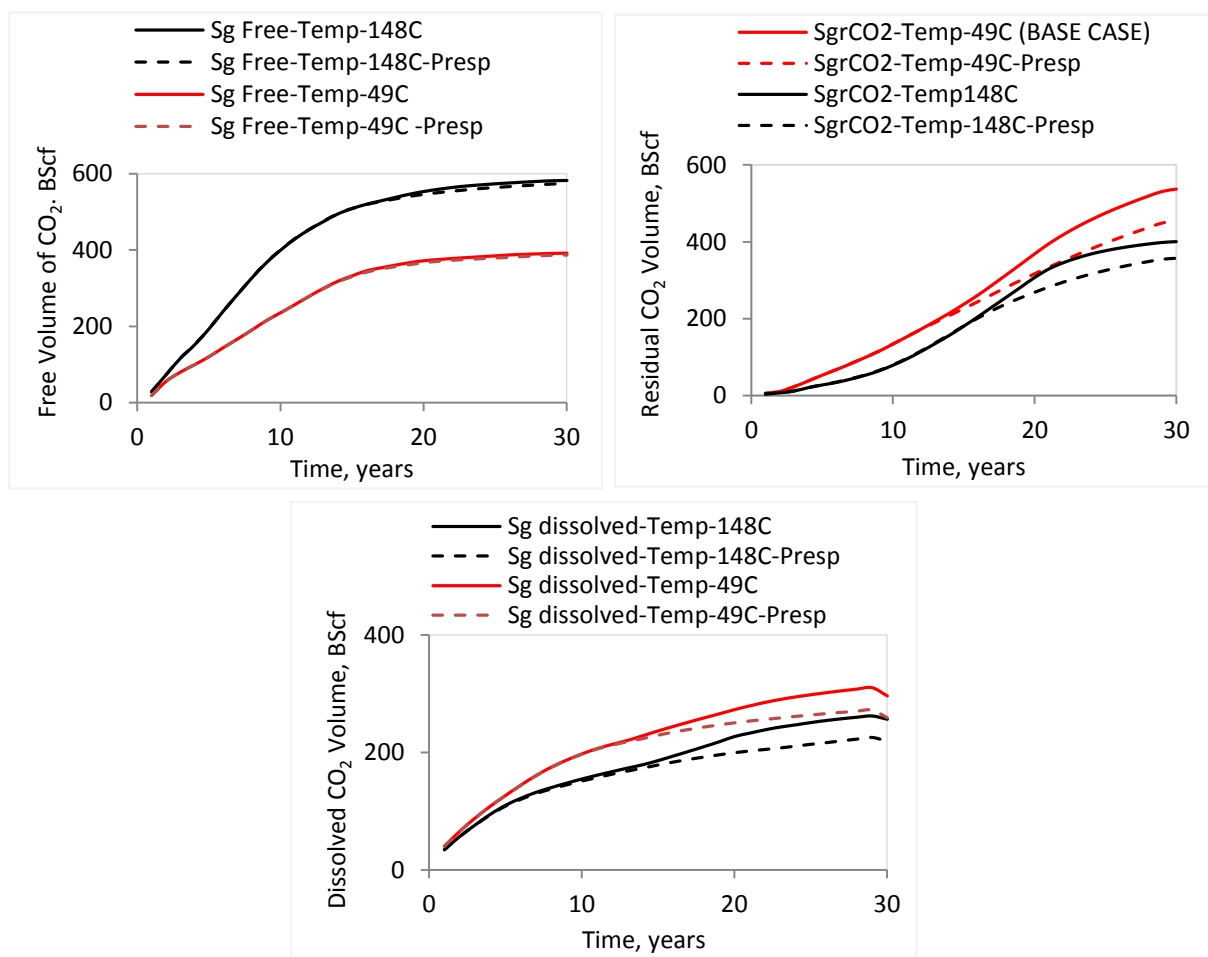 Sg Free-Temp-148C
Sg Free-Temp-148C-Presp
Sg Free-Temp-49C
Sg Free-Temp-49C -Presp
Free Volume of CO₂. BScf
600
400
200
0
0 10 20 30
Time, years
SgrCO2-Temp-49C (BASE CASE)
SgrCO2-Temp-49C-Presp
SgrCO2-Temp148C
SgrCO2-Temp-148C-Presp
Residual CO₂ Volume, BScf
600
400
200
0
0 10 20 30
Time, years
Sg dissolved-Temp-148C
Sg dissolved-Temp-148C-Presp
Sg dissolved-Temp-49C
Sg dissolved-Temp-49C-Presp
Dissolved CO₂ Volume, BScf
400
200
0
0 10 20 30
Time, years